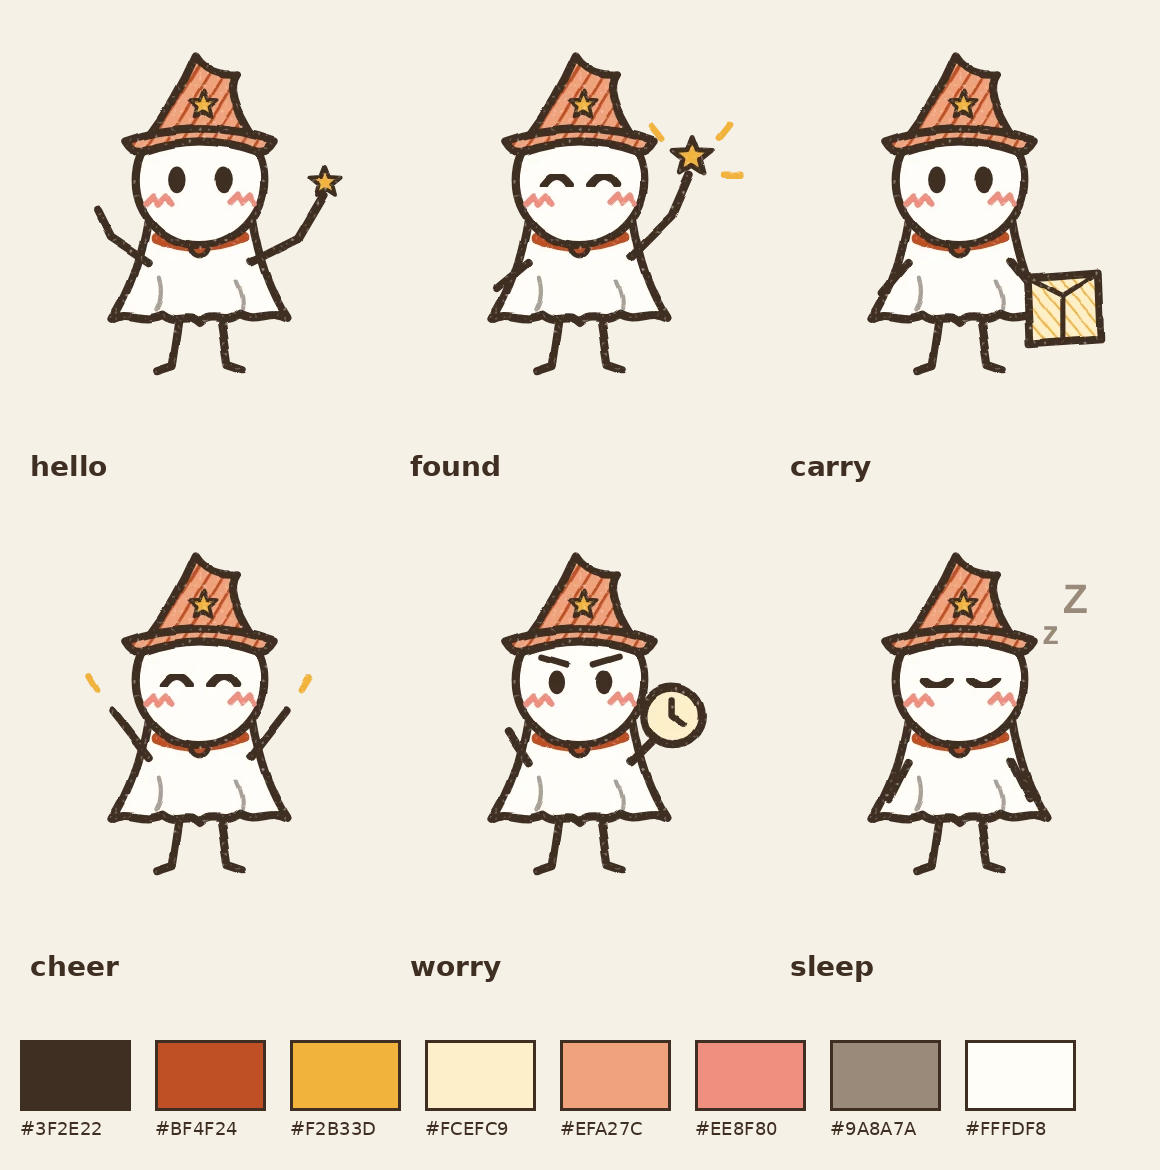 hello found carry
Z
z
cheer worry sleep
#3F2E22 #BF4F24 #F2B33D #FCEFC9 #EFA27C #EE8F80 #9A8A7A #FFFDF8